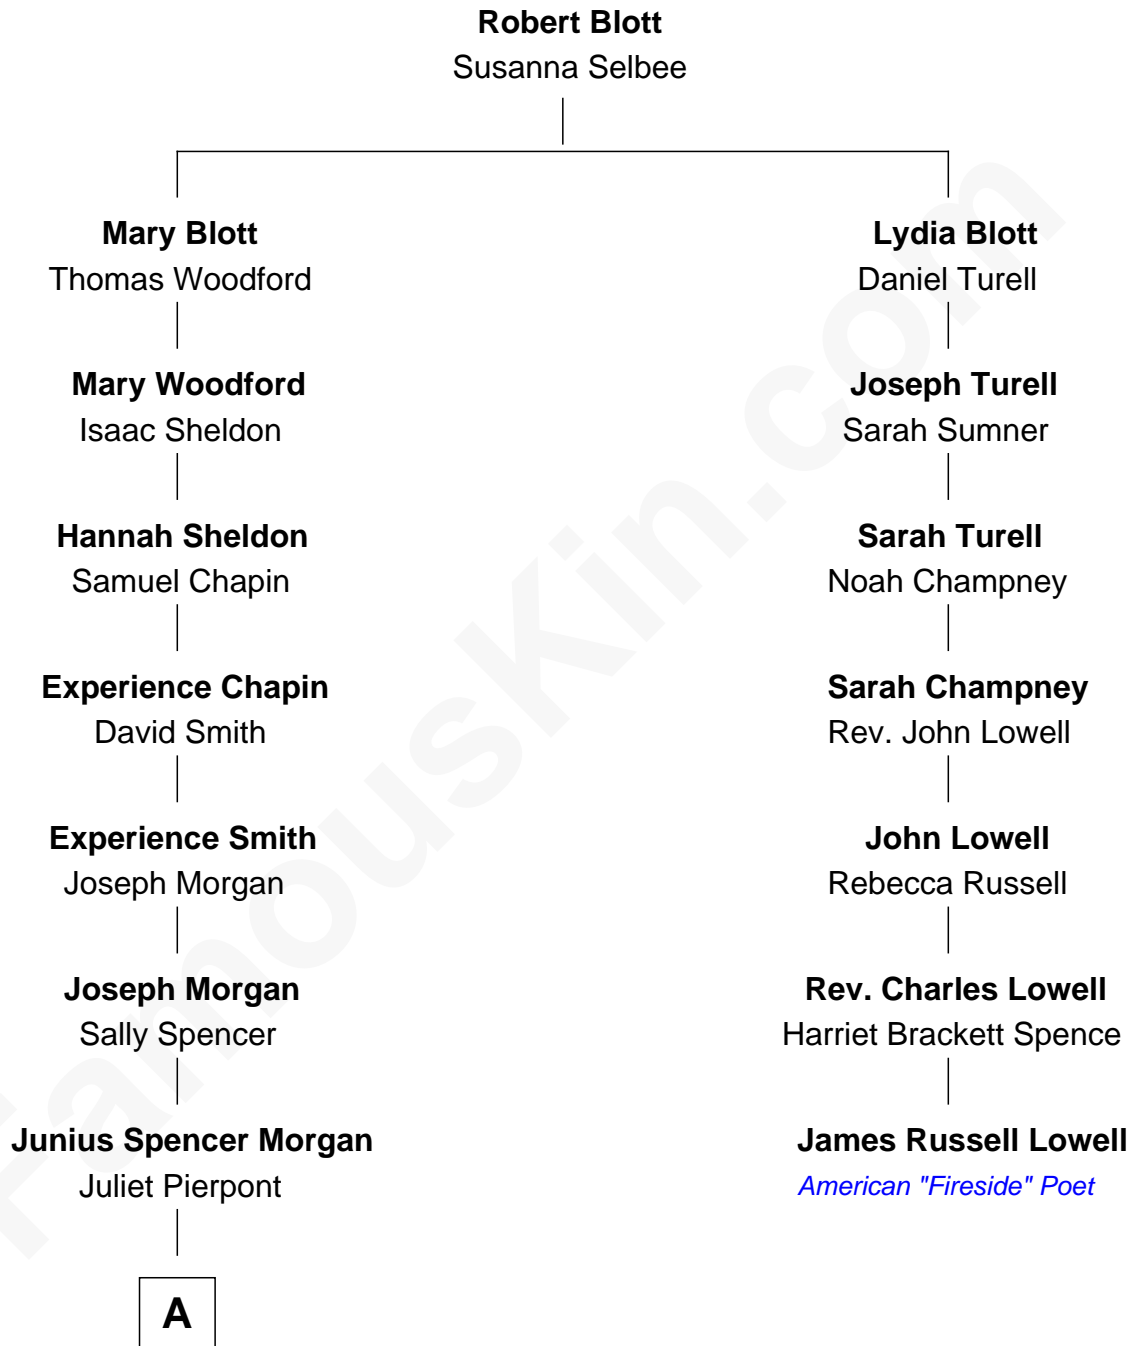 Robert Blott
Susanna Selbee
Mary Blott
Thomas Woodford
Lydia Blott
Daniel Turell
Mary Woodford
Isaac Sheldon
Joseph Turell
Sarah Sumner
Hannah Sheldon
Samuel Chapin
Sarah Turell
Noah Champney
Experience Chapin
David Smith
Sarah Champney
Rev. John Lowell
Experience Smith
Joseph Morgan
John Lowell
Rebecca Russell
Joseph Morgan
Sally Spencer
Rev. Charles Lowell
Harriet Brackett Spence
Junius Spencer Morgan
Juliet Pierpont
James Russell Lowell
American "Fireside" Poet
A
FamousKin.com